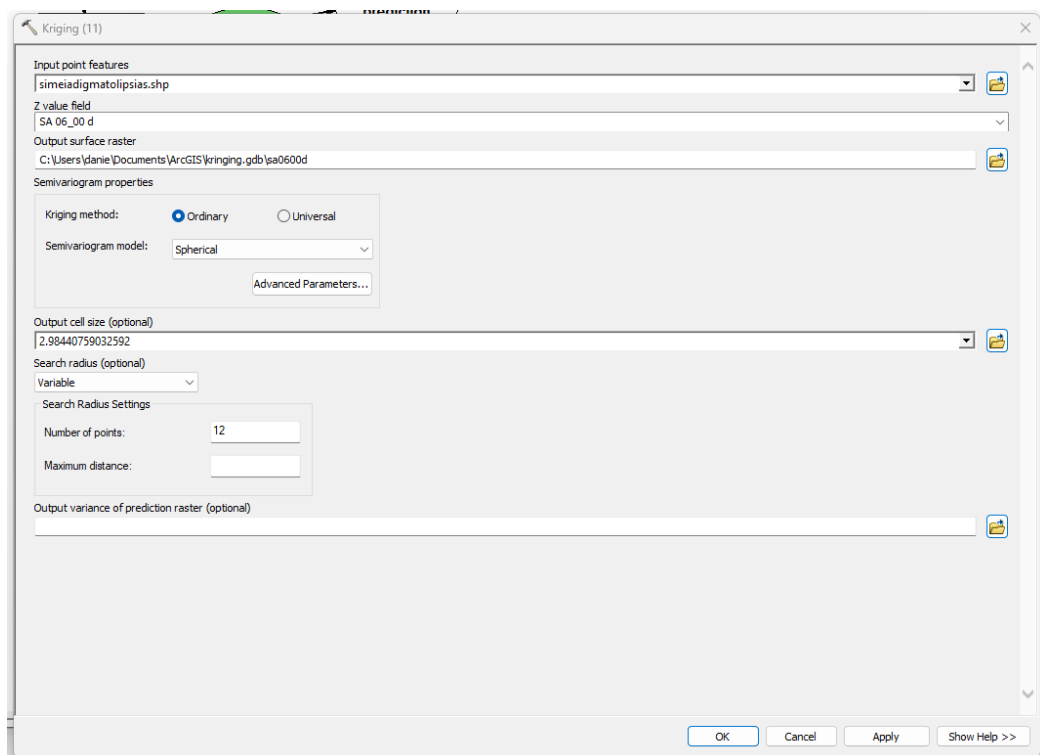 prediction
Kriging (11)
Input point features
simeiadigmatolipsias.shp
Z value field
SA 06_00 d
Output surface raster
C:\Users\danie\Documents\ArcGIS\kringing.gdb\sa0600d
Semivariogram properties
Kriging method: Ordinary Universal
Semivariogram model: Spherical
Advanced Parameters...
Output cell size (optional)
2.98440759032592
Search radius (optional)
Variable
Search Radius Settings
Number of points: 12
Maximum distance:
Output variance of prediction raster (optional)
OK Cancel Apply Show Help >>